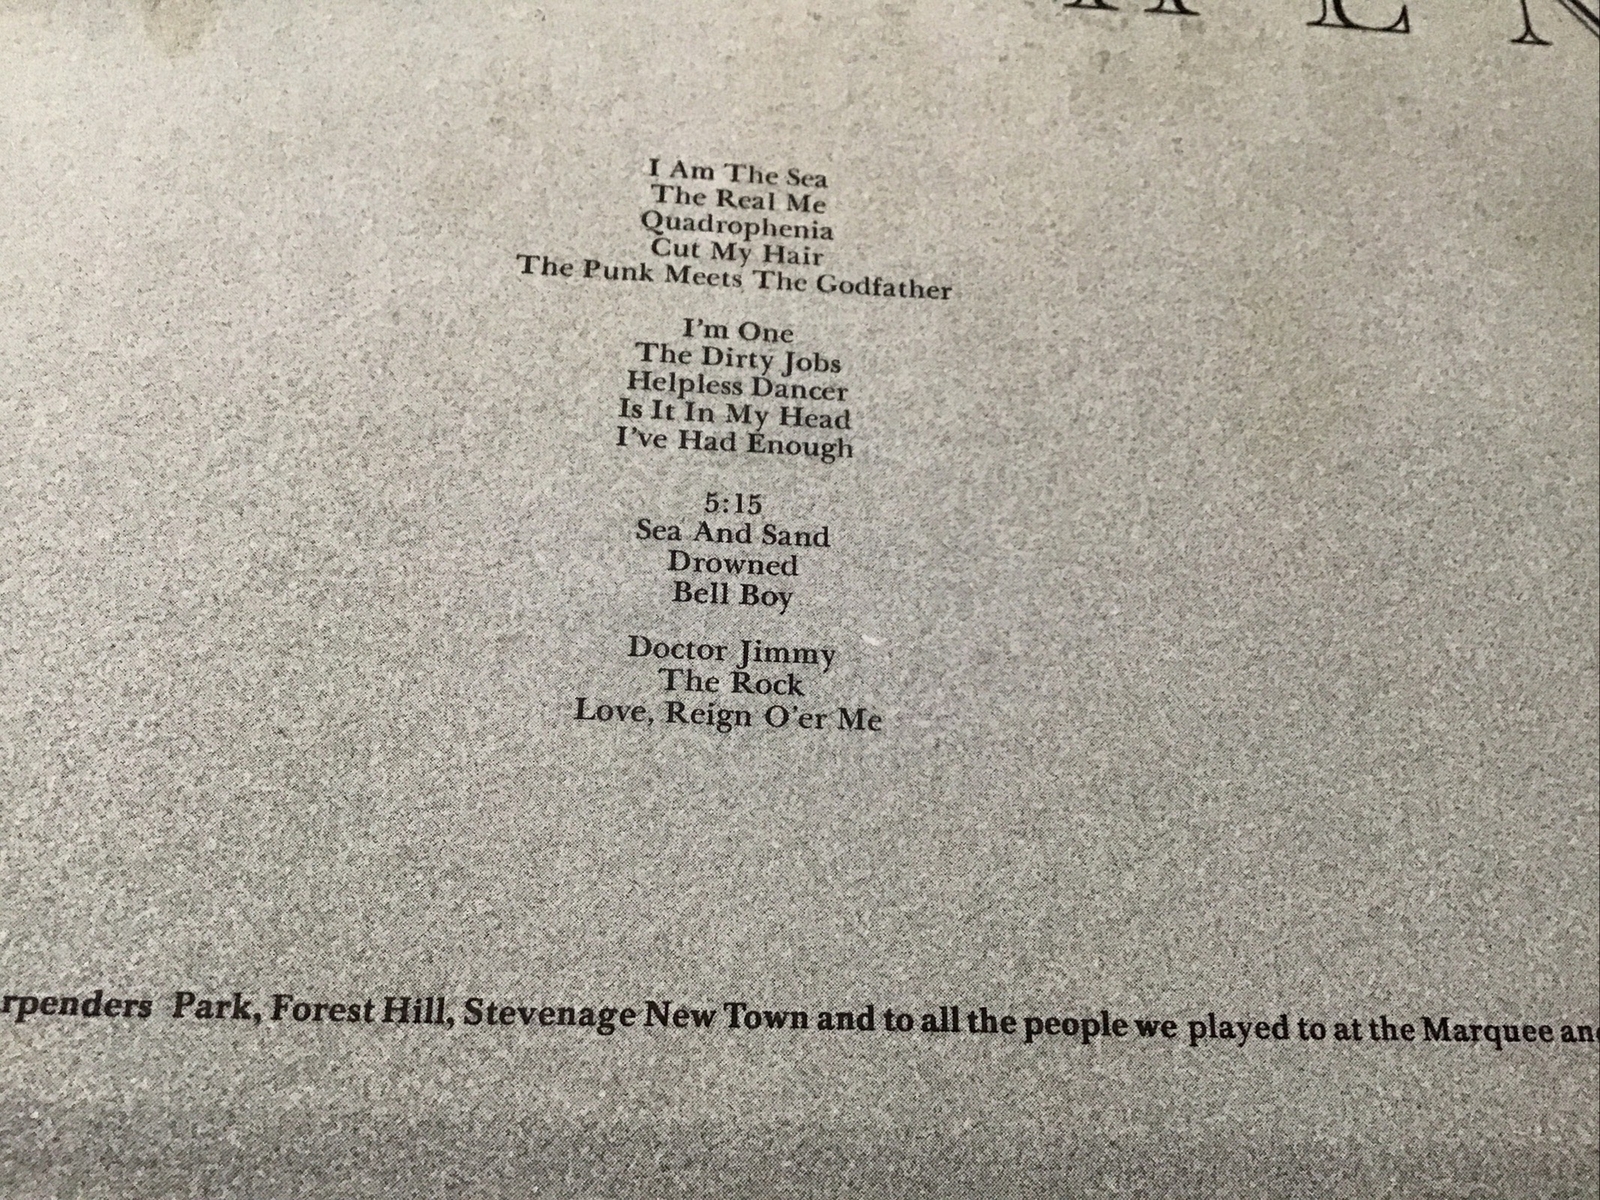 I Am The Sea
The Real Me
Quadrophenia
Cut My Hair
The Punk Meets The Godfather
I'm One
The Dirty Jobs
Helpless Dancer
Is It In My Head
I've Had Enough
5:15
Sea And Sand
Drowned
Bell Boy
Doctor Jimmy
The Rock
Love, Reign O'er Me
rpenders Park, Forest Hill, Stevenage New Town and to all the people we played to at the Marquee an